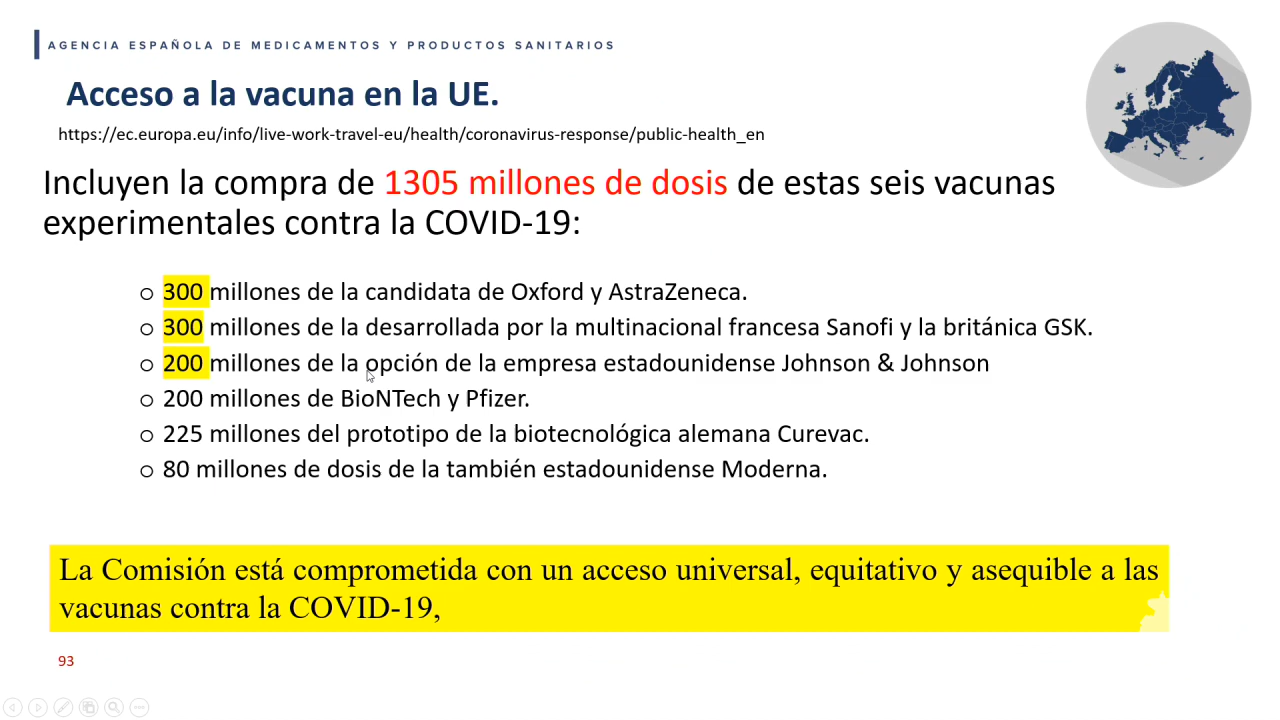 AGENCIA ESPAÑOLA DE MEDICAMENTOS Y PRODUCTOS SANITARIOS
Acceso a la vacuna en la UE.
https://ec.europa.eu/info/live-work-travel-eu/health/coronavirus-response/public-health_en
Incluyen la compra de 1305 millones de dosis de estas seis vacunas
experimentales contra la COVID-19:
o 300 millones de la candidata de Oxford y AstraZeneca.
o 300 millones de la desarrollada por la multinacional francesa Sanofi y la británica GSK.
o 200 millones de la opción de la empresa estadounidense Johnson & Johnson
o 200 millones de BioNTech y Pfizer.
o 225 millones del prototipo de la biotecnológica alemana Curevac.
o 80 millones de dosis de la también estadounidense Moderna.
La Comisión está comprometida con un acceso universal, equitativo y asequible a las
vacunas contra la COVID-19,
93